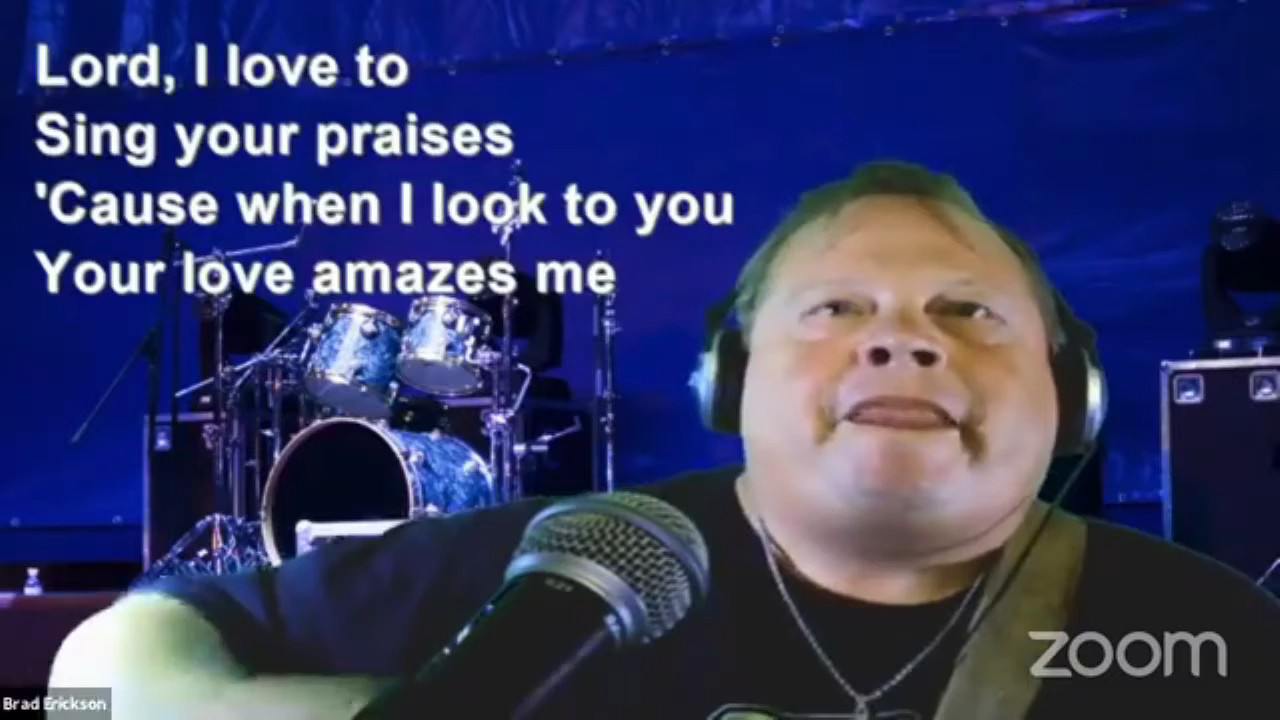 Lord, I love to
Sing your praises
'Cause when I look to you
Your love amazes me
zoom
Brad Erickson